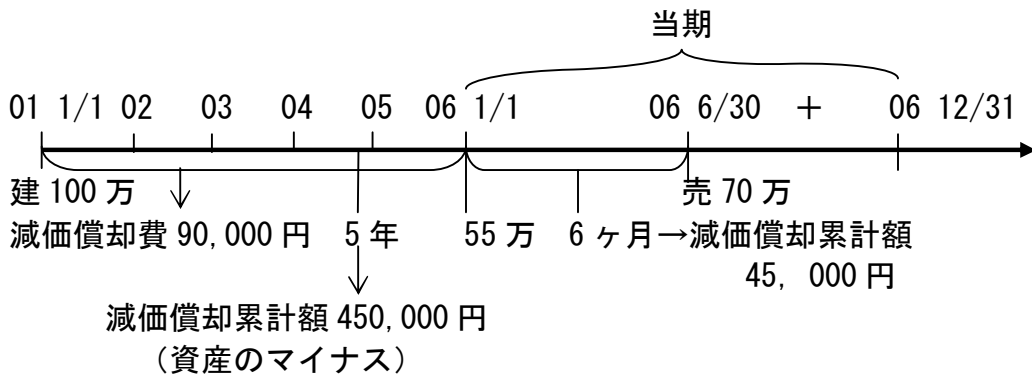 当期
01 1/1 02 03 04 05 06 1/1 06 6/30 ＋ 06 12/31
建 100 万 売 70 万
減価償却費 90,000 円 5 年 55 万 6 ヶ月→減価償却累計額
45, 000 円
減価償却累計額 450,000 円
（資産のマイナス）